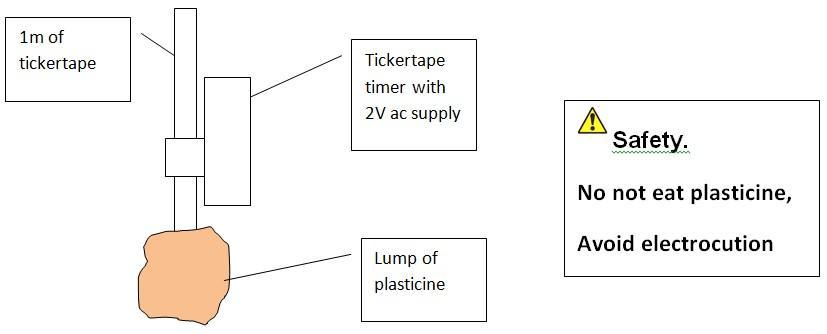 1m of
tickertape
Tickertape
timer with
2V ac supply
Lump of
plasticine
Safety.
No not eat plasticine,
Avoid electrocution